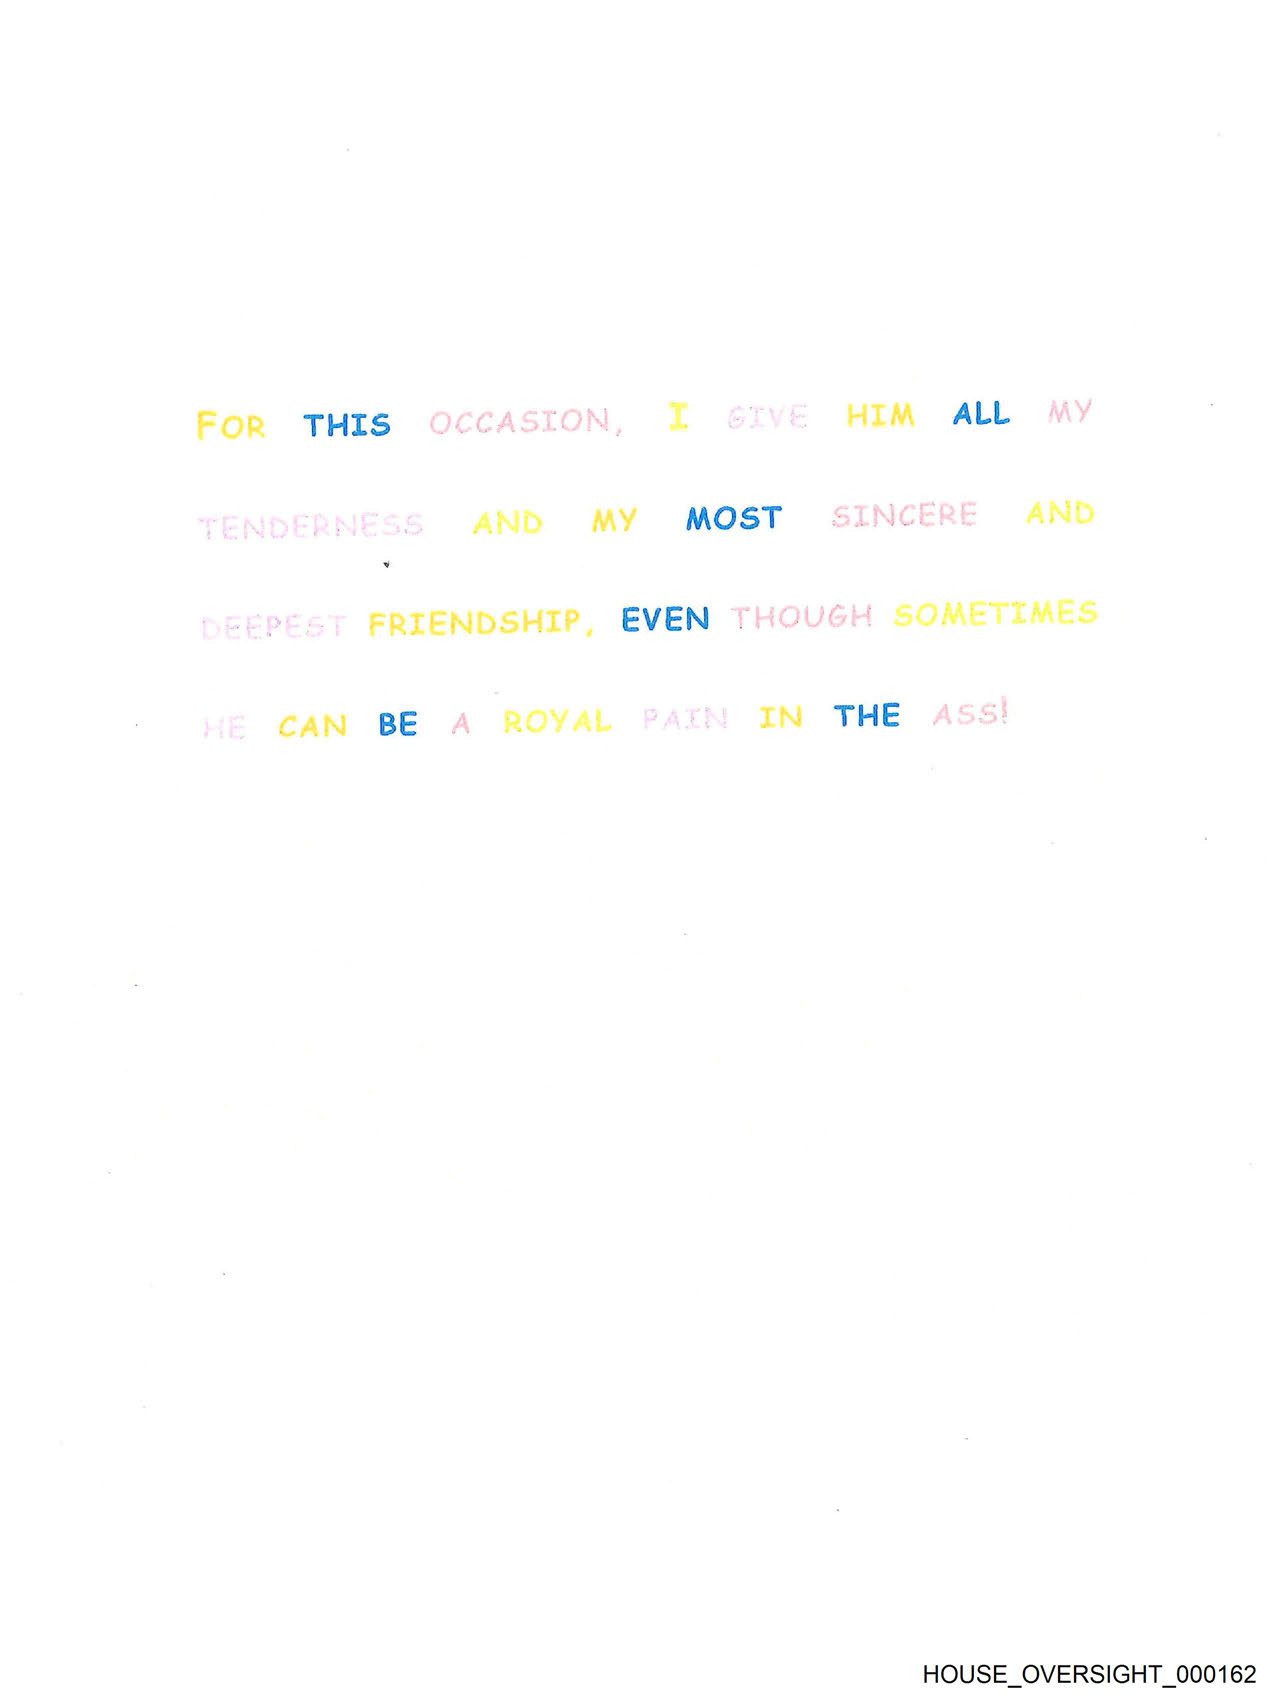 FOR THIS OCCASION, I GIVE HIM ALL MY
TENDERNESS AND MY MOST SINCERE AND
DEEPEST FRIENDSHIP, EVEN THOUGH SOMETIMES
HE CAN BE A ROYAL PAIN IN THE ASS!
HOUSE_OVERSIGHT_000162